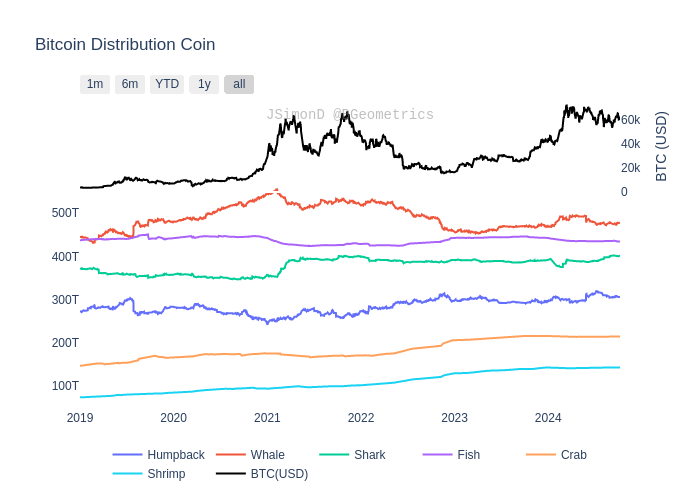 Bitcoin Distribution Coin
1m 6m YTD 1y all
JSimonD @PGeometrics
60k
40k
20k
0
BTC (USD)
500T
400T
300T
200T
100T
2019 2020 2021 2022 2023 2024
Humpback Whale Shark Fish Crab
Shrimp BTC(USD)